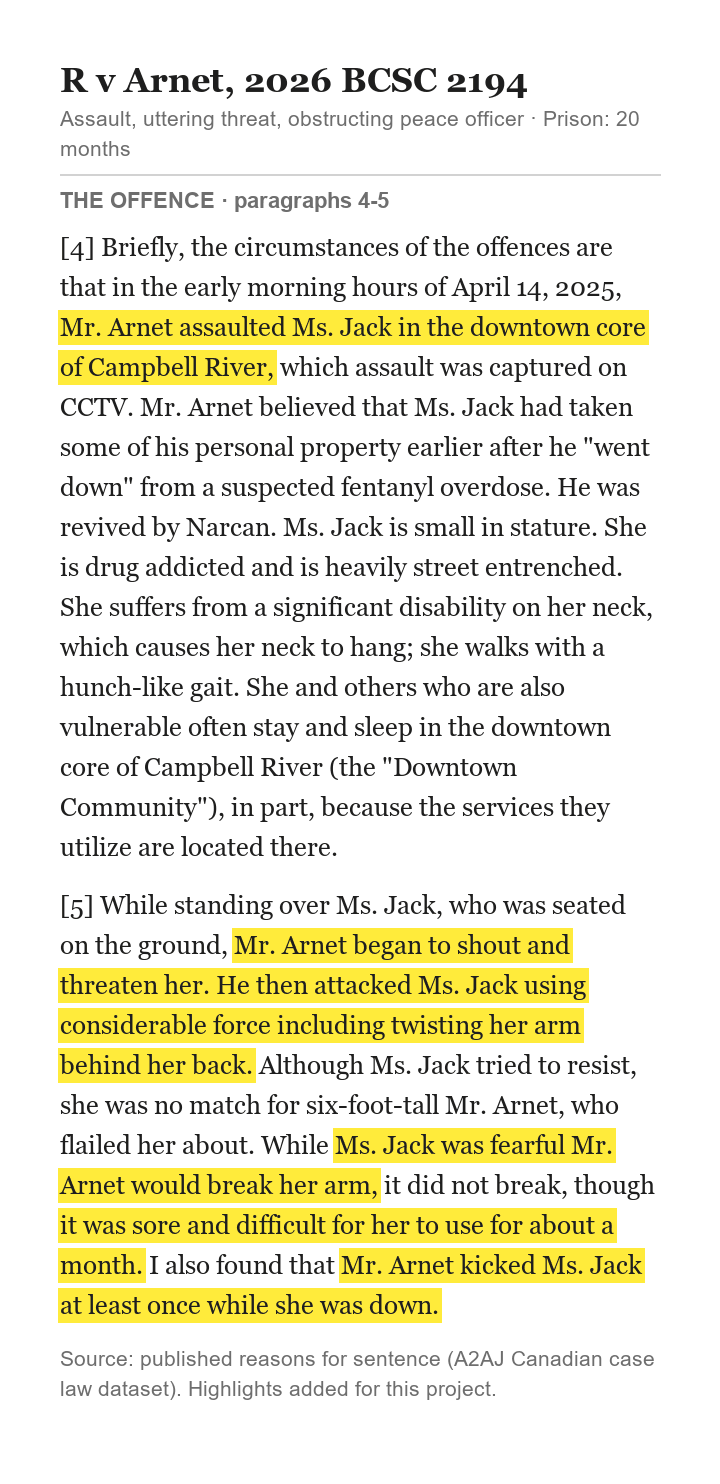 R v Arnet, 2026 BCSC 2194
Assault, uttering threat, obstructing peace officer · Prison: 20
months
THE OFFENCE · paragraphs 4-5
[4] Briefly, the circumstances of the offences are
that in the early morning hours of April 14, 2025,
Mr. Arnet assaulted Ms. Jack in the downtown core
of Campbell River, which assault was captured on
CCTV. Mr. Arnet believed that Ms. Jack had taken
some of his personal property earlier after he "went
down" from a suspected fentanyl overdose. He was
revived by Narcan. Ms. Jack is small in stature. She
is drug addicted and is heavily street entrenched.
She suffers from a significant disability on her neck,
which causes her neck to hang; she walks with a
hunch-like gait. She and others who are also
vulnerable often stay and sleep in the downtown
core of Campbell River (the "Downtown
Community"), in part, because the services they
utilize are located there.
[5] While standing over Ms. Jack, who was seated
on the ground, Mr. Arnet began to shout and
threaten her. He then attacked Ms. Jack using
considerable force including twisting her arm
behind her back. Although Ms. Jack tried to resist,
she was no match for six-foot-tall Mr. Arnet, who
flailed her about. While Ms. Jack was fearful Mr.
Arnet would break her arm, it did not break, though
it was sore and difficult for her to use for about a
month. I also found that Mr. Arnet kicked Ms. Jack
at least once while she was down.
Source: published reasons for sentence (A2AJ Canadian case
law dataset). Highlights added for this project.